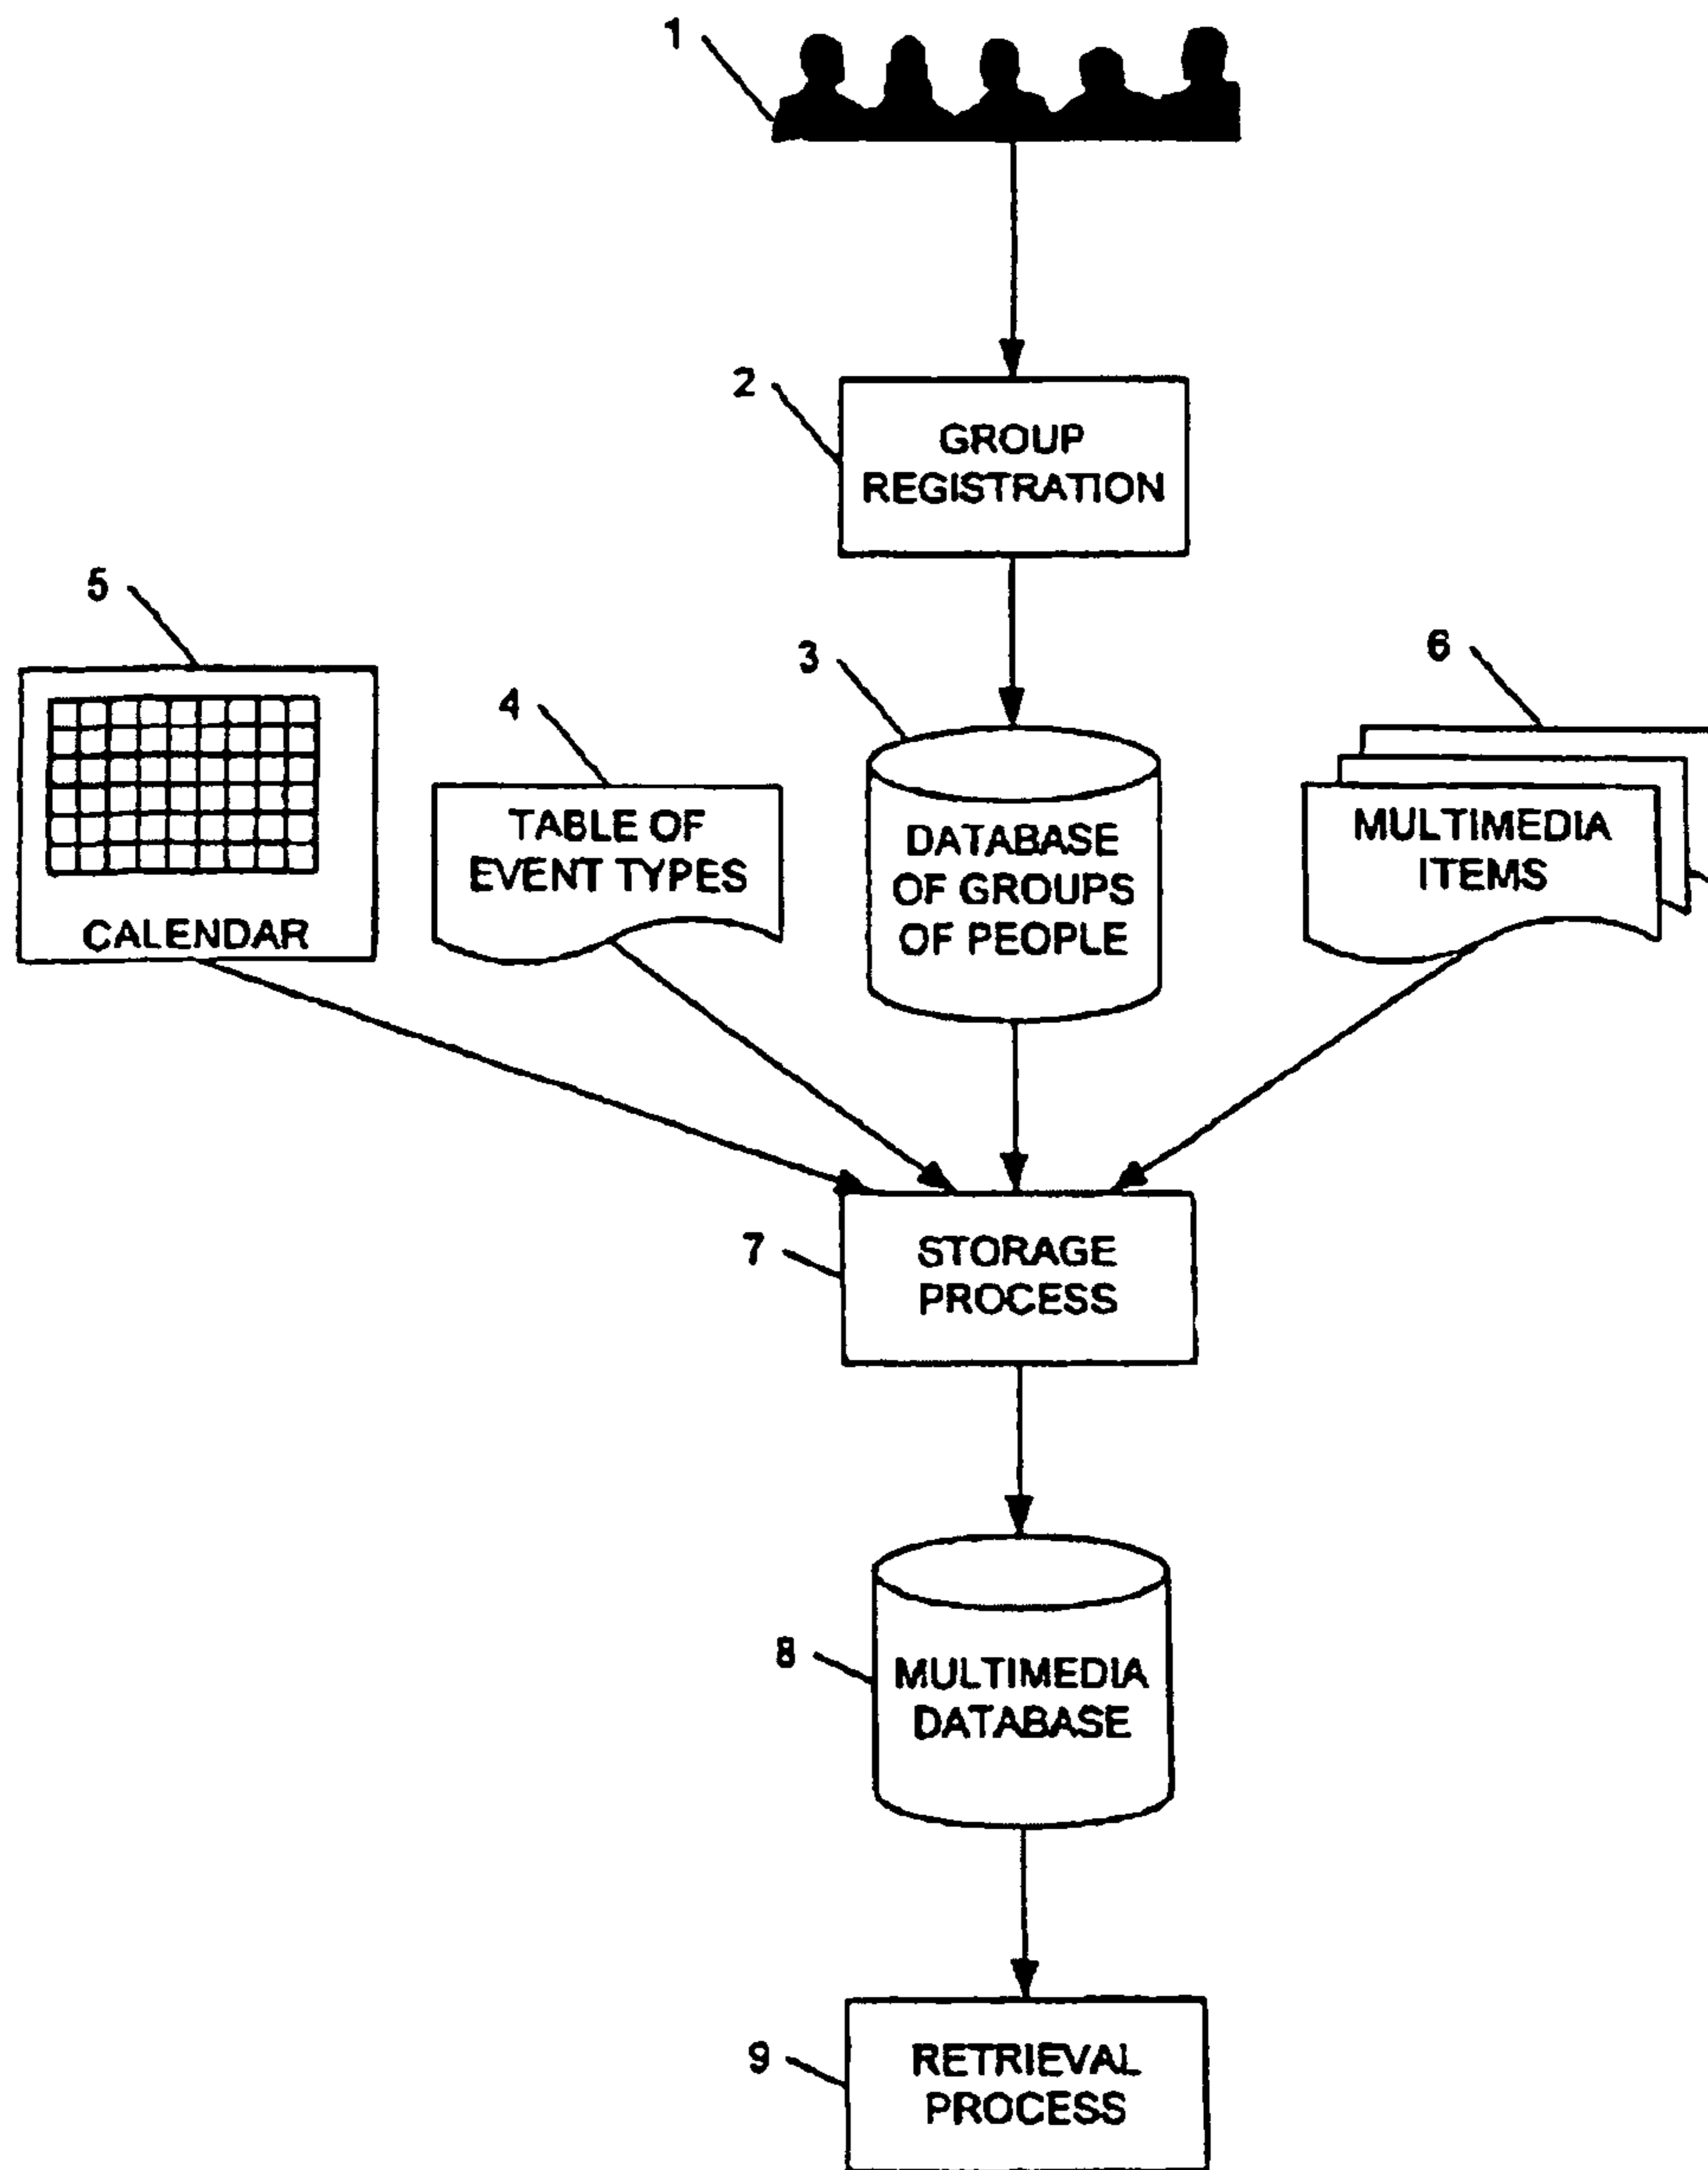 1
2
GROUP
REGISTRATION
5
3
6
4
TABLE OF
EVENT TYPES
DATABASE
OF GROUPS
OF PEOPLE
MULTIMEDIA
ITEMS
CALENDAR
7
STORAGE
PROCESS
8
MULTIMEDIA
DATABASE
9
RETRIEVAL
PROCESS